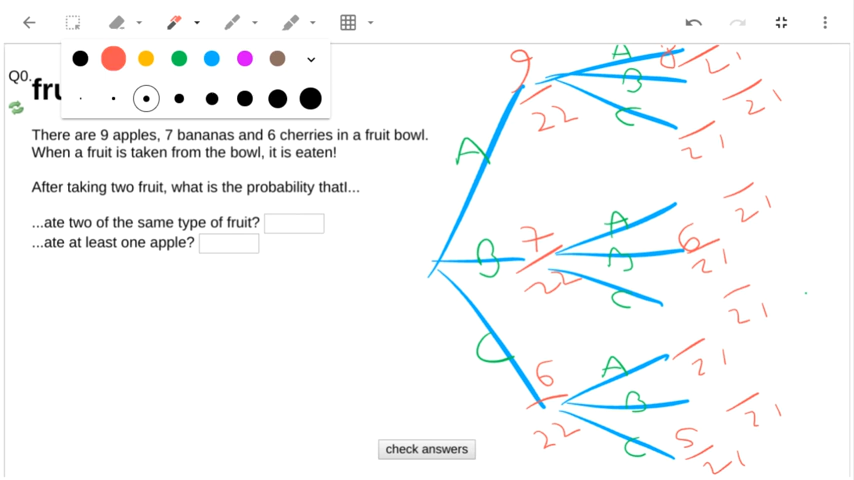 Q0.
There are 9 apples, 7 bananas and 6 cherries in a fruit bowl.
When a fruit is taken from the bowl, it is eaten!
After taking two fruit, what is the probability thatI...
...ate two of the same type of fruit?
...ate at least one apple?
check answers
A
9
22
A
8
21
B
21
C
21
B
7
22
A
21
B
6
21
C
21
C
6
22
A
21
B
21
C
5
21